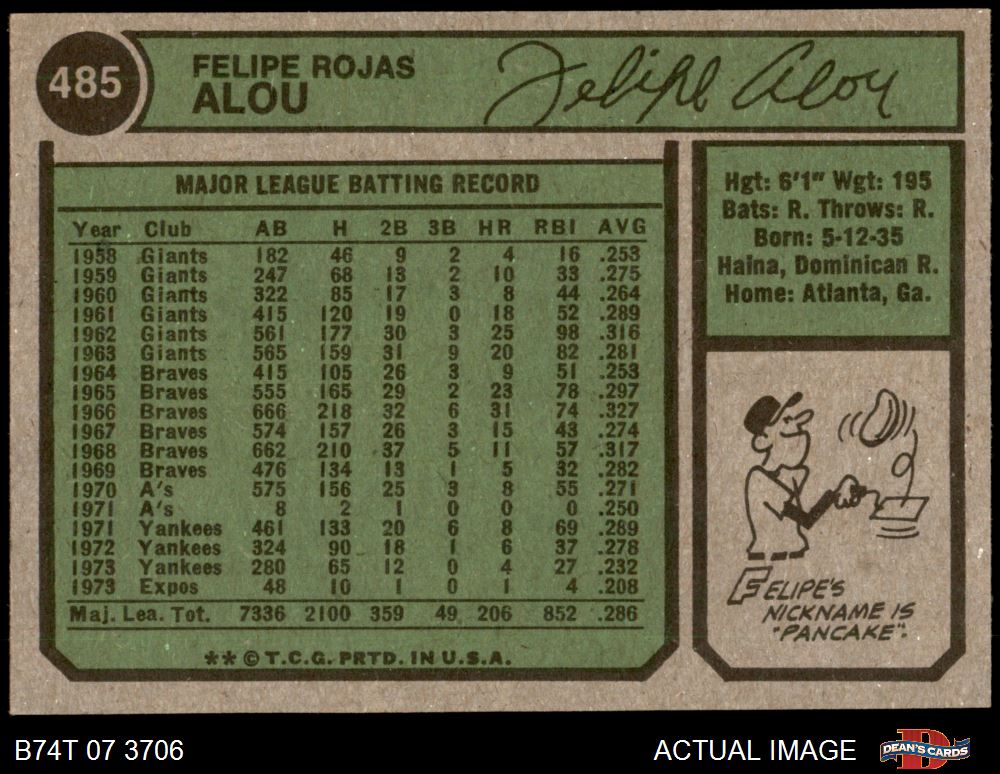 485
FELIPE ROJAS
ALOU
Felipe Alou
MAJOR LEAGUE BATTING RECORD
Year Club AB H 2B 3B HR RBI AVG
1958 Giants 182 46 9 2 4 16 .253
1959 Giants 247 68 13 2 10 33 .275
1960 Giants 322 85 17 3 8 44 .264
1961 Giants 415 120 19 0 18 52 .289
1962 Giants 561 177 30 3 25 98 .316
1963 Giants 565 159 31 9 20 82 .281
1964 Braves 415 105 26 3 9 51 .253
1965 Braves 555 165 29 2 23 78 .297
1966 Braves 666 218 32 6 31 74 .327
1967 Braves 574 157 26 3 15 43 .274
1968 Braves 662 210 37 5 11 57 .317
1969 Braves 476 134 13 1 5 32 .282
1970 A's 575 156 25 3 8 55 .271
1971 A's 8 2 1 0 0 0 .250
1971 Yankees 461 133 20 6 8 69 .289
1972 Yankees 324 90 18 1 6 37 .278
1973 Yankees 280 65 12 0 4 27 .232
1973 Expos 48 10 1 0 1 4 .208
Maj. Lea. Tot. 7336 2100 359 49 206 852 .286
** © T.C.G. PRTD. IN U.S.A.
Hgt: 6'1" Wgt: 195
Bats: R. Throws: R.
Born: 5-12-35
Haina, Dominican R.
Home: Atlanta, Ga.
FELIPE'S
NICKNAME IS
"PANCAKE".
B74T 07 3706
ACTUAL IMAGE
DEAN'S CARDS